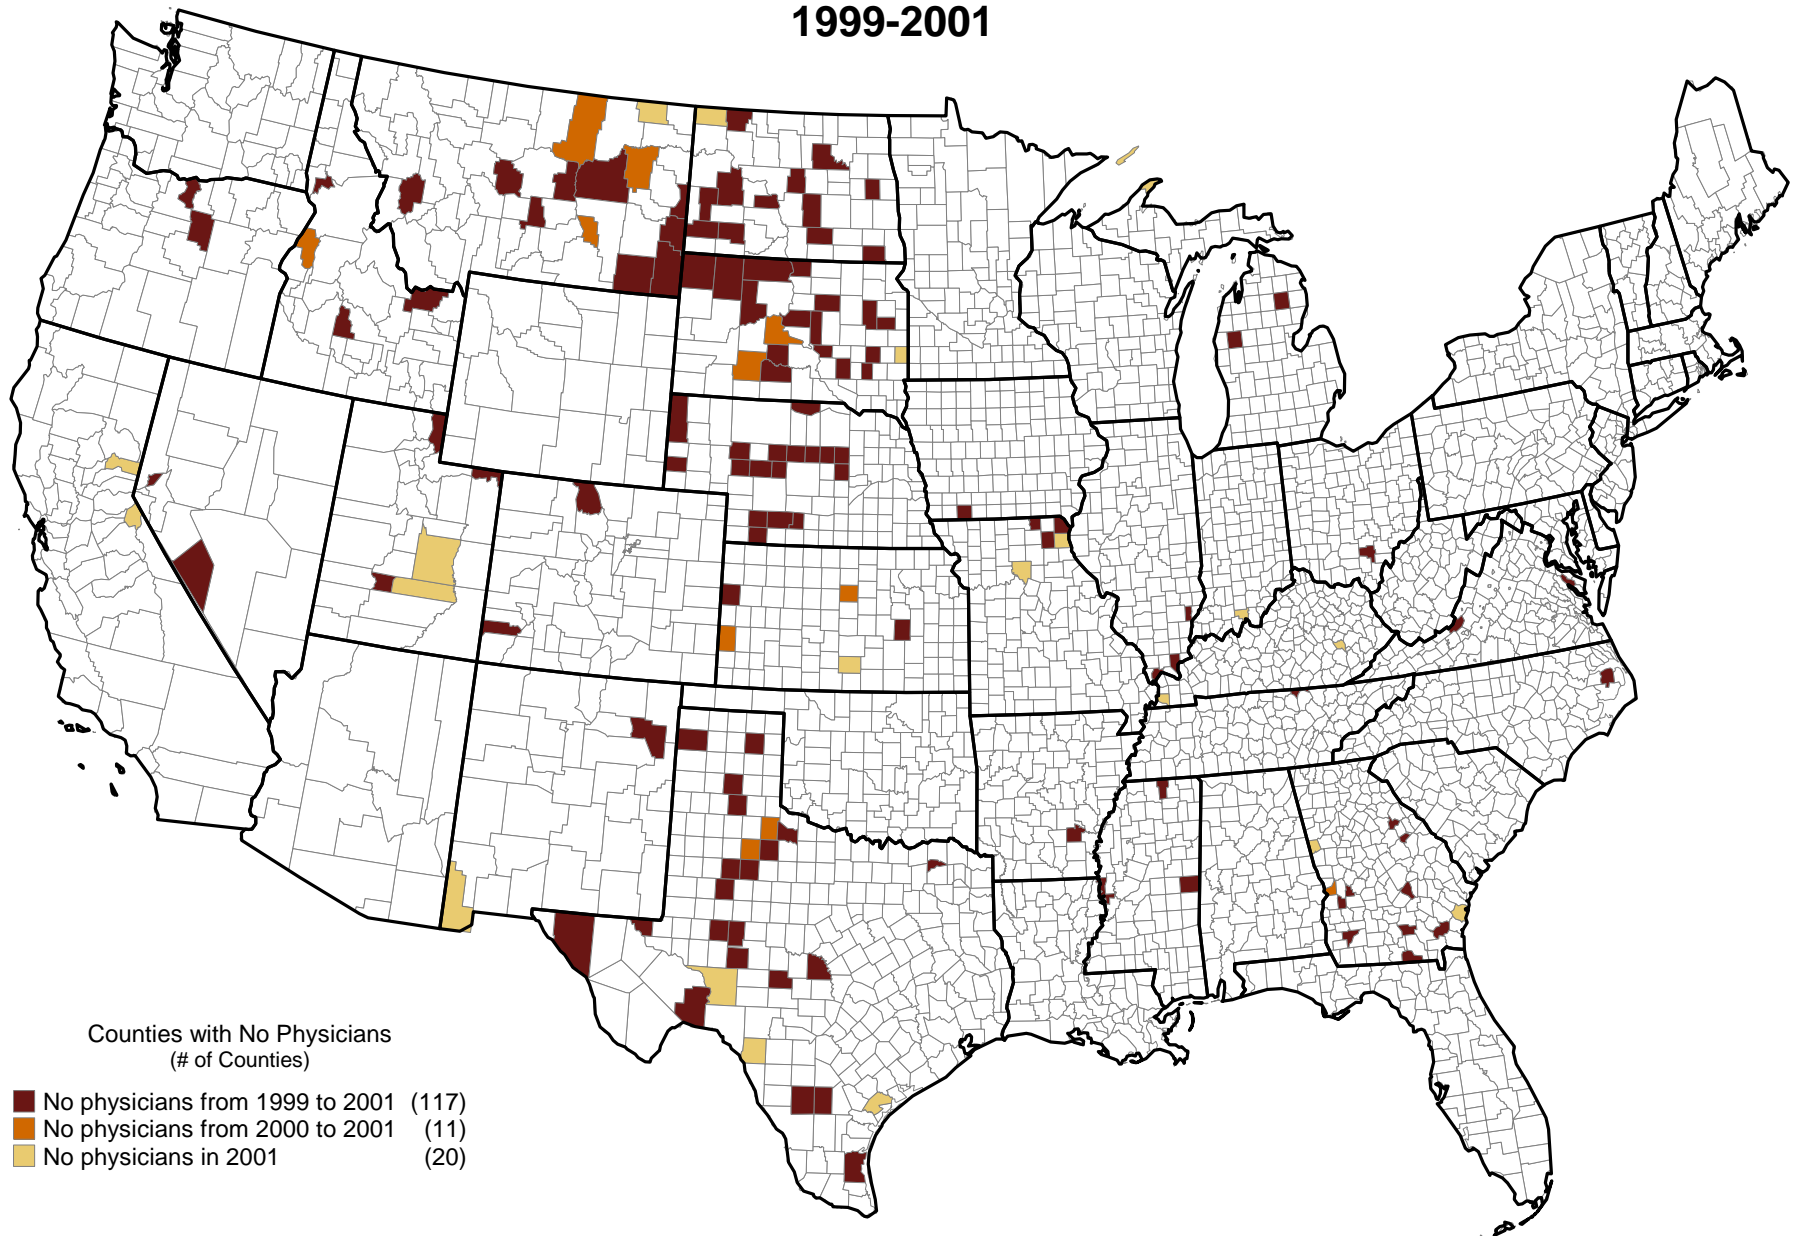 1999-2001
Counties with No Physicians
(# of Counties)
No physicians from 1999 to 2001 (117)
No physicians from 2000 to 2001 (11)
No physicians in 2001 (20)